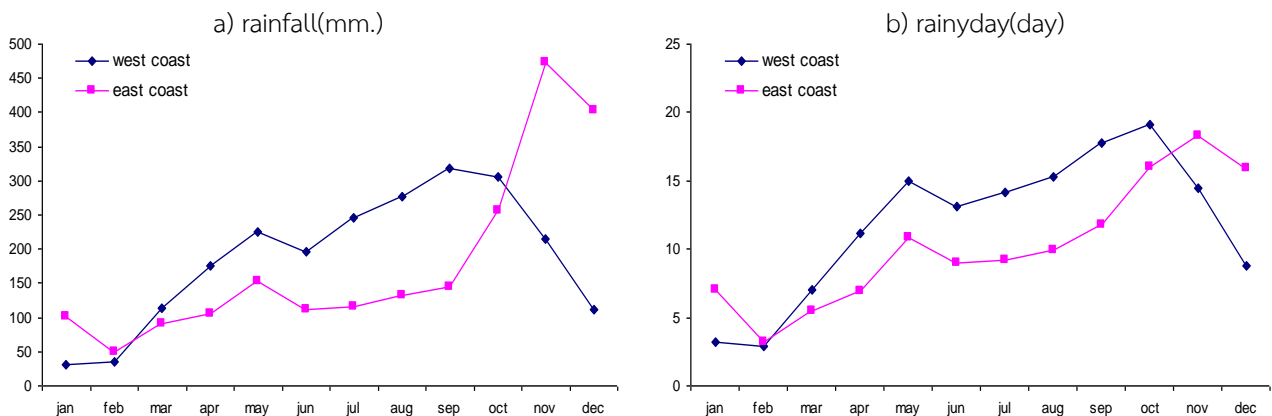 a) rainfall(mm.)
500
450
400
350
300
250
200
150
100
50
0
west coast
east coast
jan feb mar apr may jun jul aug sep oct nov dec
b) rainyday(day)
25
20
15
10
5
0
west coast
east coast
jan feb mar apr may jun jul aug sep oct nov dec